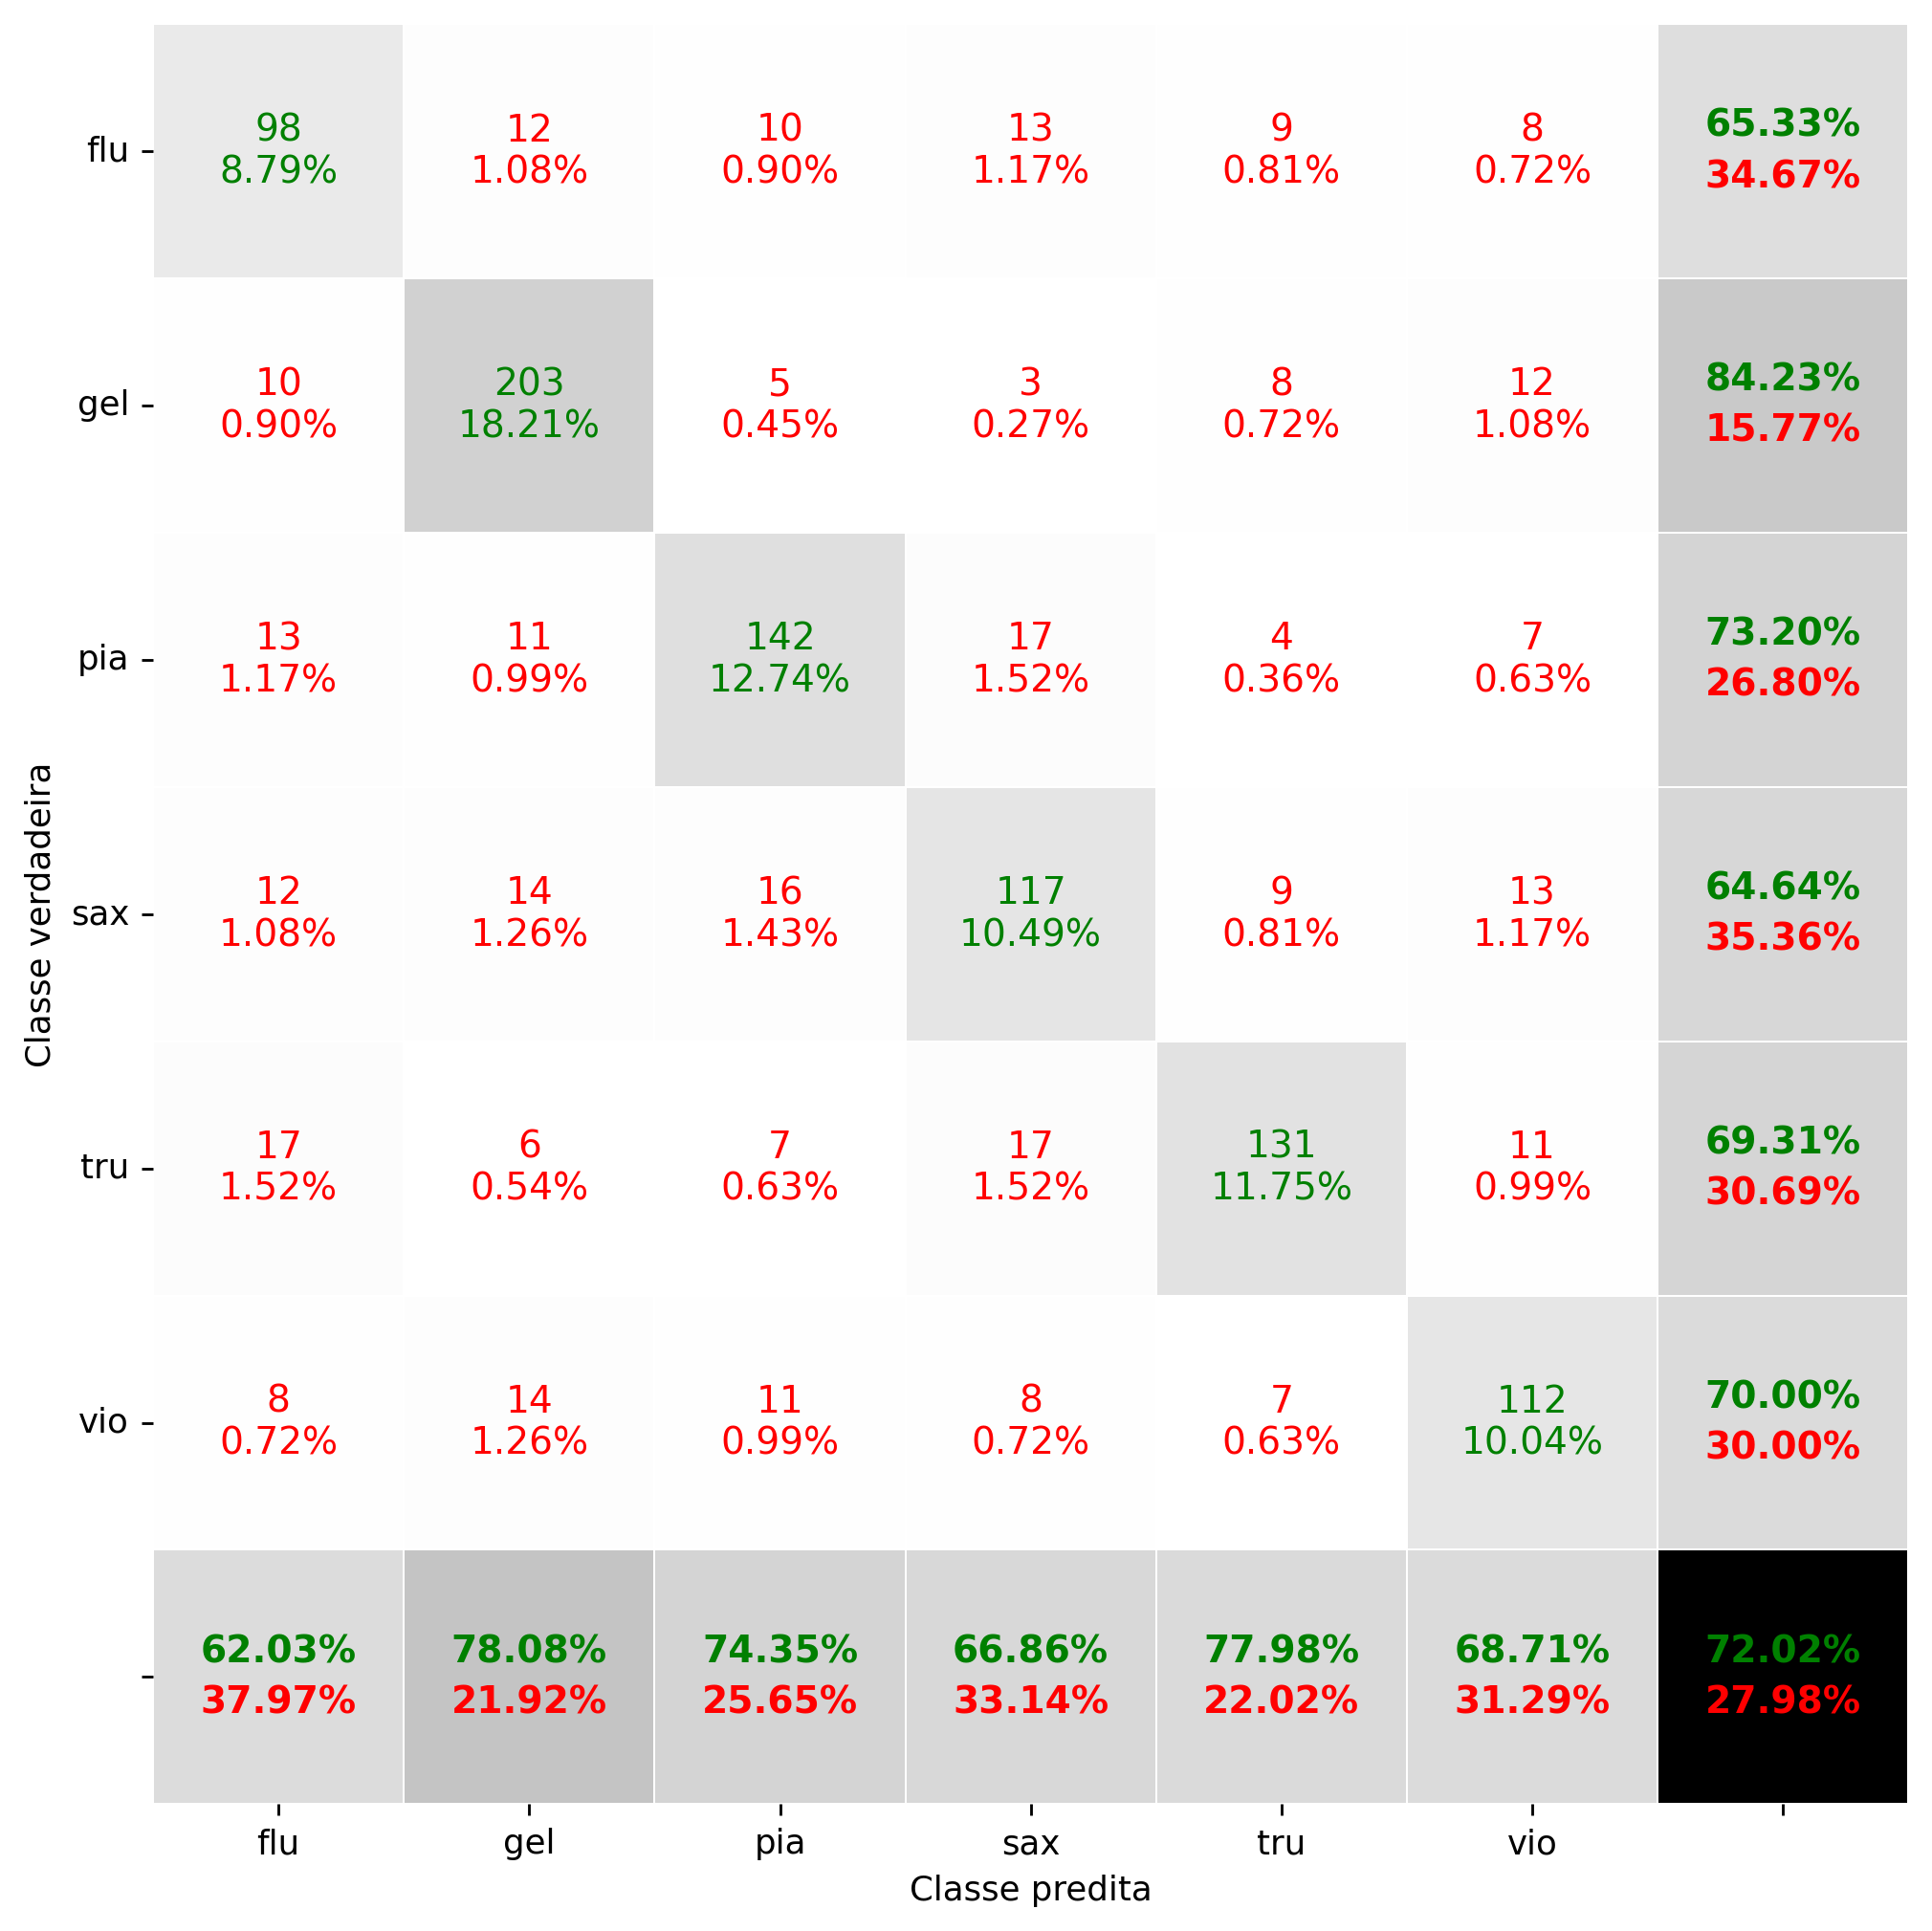 98 12 10 13 9 8 65.33%
flu 8.79% 1.08% 0.90% 1.17% 0.81% 0.72% 34.67%
10 203 5 3 8 12 84.23%
gel 0.90% 18.21% 0.45% 0.27% 0.72% 1.08% 15.77%
13 11 142 17 4 7 73.20%
pia 1.17% 0.99% 12.74% 1.52% 0.36% 0.63% 26.80%
Classe verdadeira
12 14 16 117 9 13 64.64%
sax 1.08% 1.26% 1.43% 10.49% 0.81% 1.17% 35.36%
17 6 7 17 131 11 69.31%
tru 1.52% 0.54% 0.63% 1.52% 11.75% 0.99% 30.69%
8 14 11 8 7 112 70.00%
vio 0.72% 1.26% 0.99% 0.72% 0.63% 10.04% 30.00%
62.03% 78.08% 74.35% 66.86% 77.98% 68.71% 72.02%
37.97% 21.92% 25.65% 33.14% 22.02% 31.29% 27.98%
flu gel pia sax tru vio
Classe predita